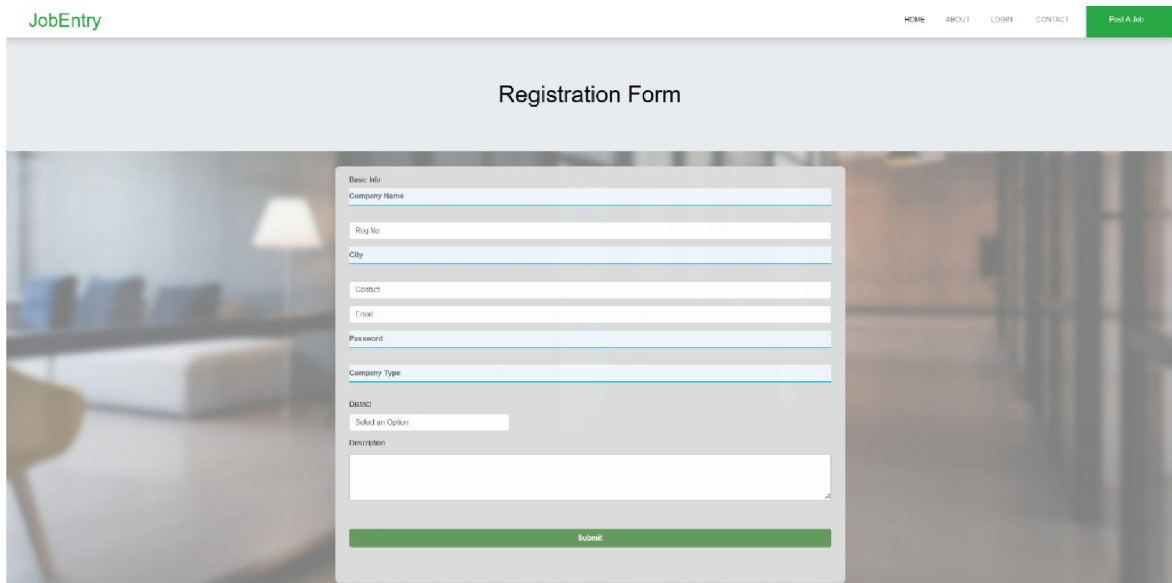 JobEntry
HOME ABOUT LOGIN CONTACT Post A Job
Registration Form
Basic Info
Company Name
Rug No
City
Contact
Email
Password
Company Type
District
Select an Option
Description
Submit